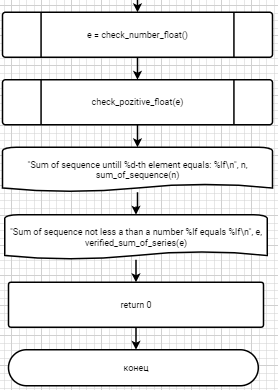 e = check_number_float()
check_pozitive_float(e)
"Sum of sequence untill %d-th element equals: %lf\n", n,
sum_of_sequence(n)
"Sum of sequence not less a than a number %lf equals %lf\n", e,
verified_sum_of_series(e)
return 0
конец